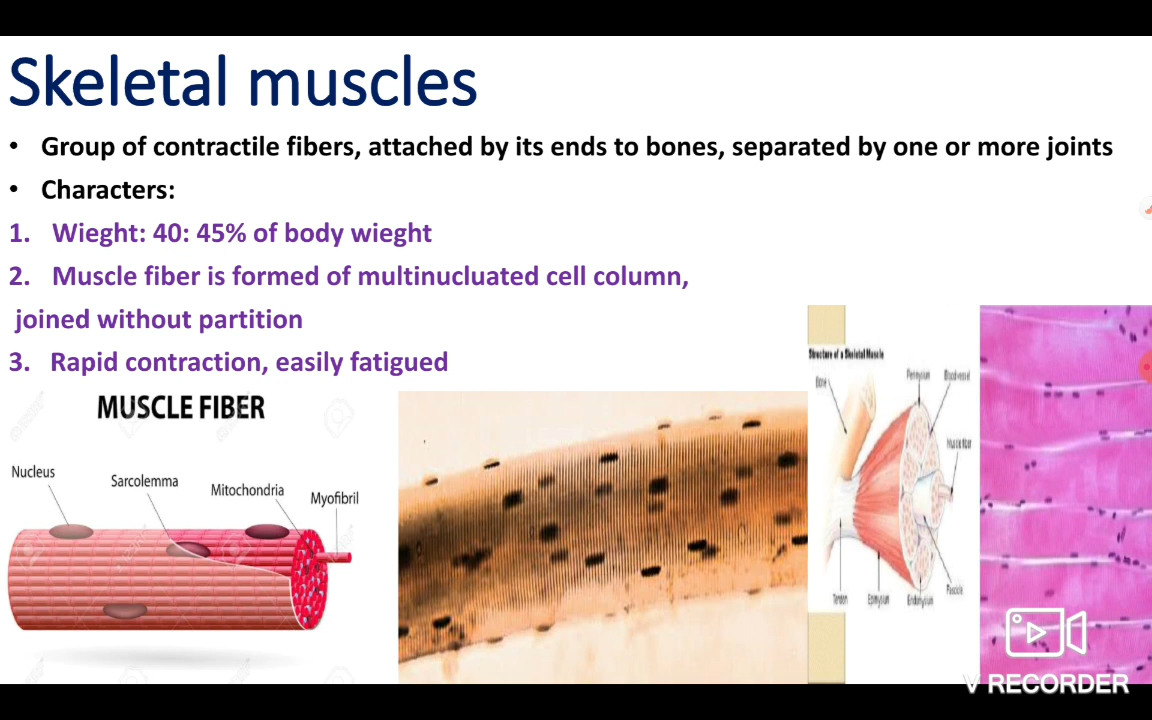 Skeletal muscles
• Group of contractile fibers, attached by its ends to bones, separated by one or more joints
• Characters:
1. Wieght: 40: 45% of body wieght
2. Muscle fiber is formed of multinucluated cell column,
joined without partition
3. Rapid contraction, easily fatigued
MUSCLE FIBER
Nucleus
Sarcolemma
Mitochondria
Myofibril
Structure of a Skeletal Muscle
Bone
Perimysium
Blood vessel
Muscle fiber
Fascicle
Tendon
Epimysium
Endomysium
V RECORDER